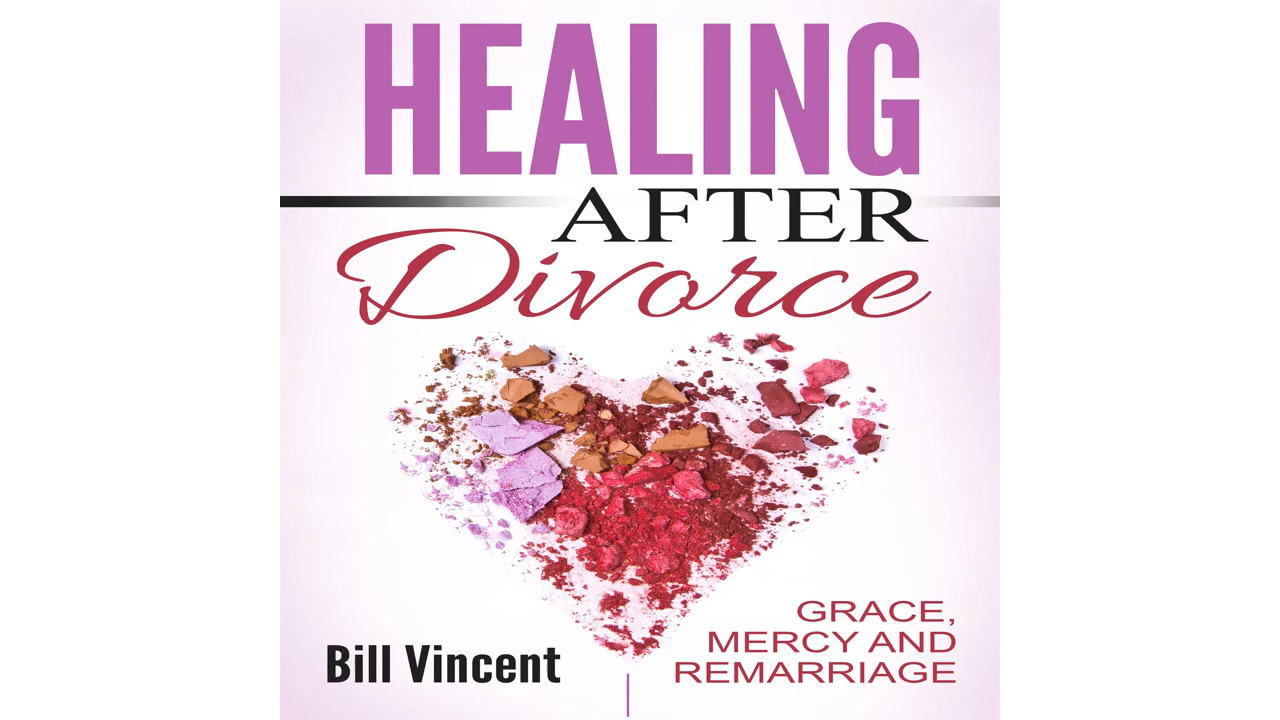 HEALING
AFTER
Divorce
GRACE,
MERCY AND
REMARRIAGE
Bill Vincent